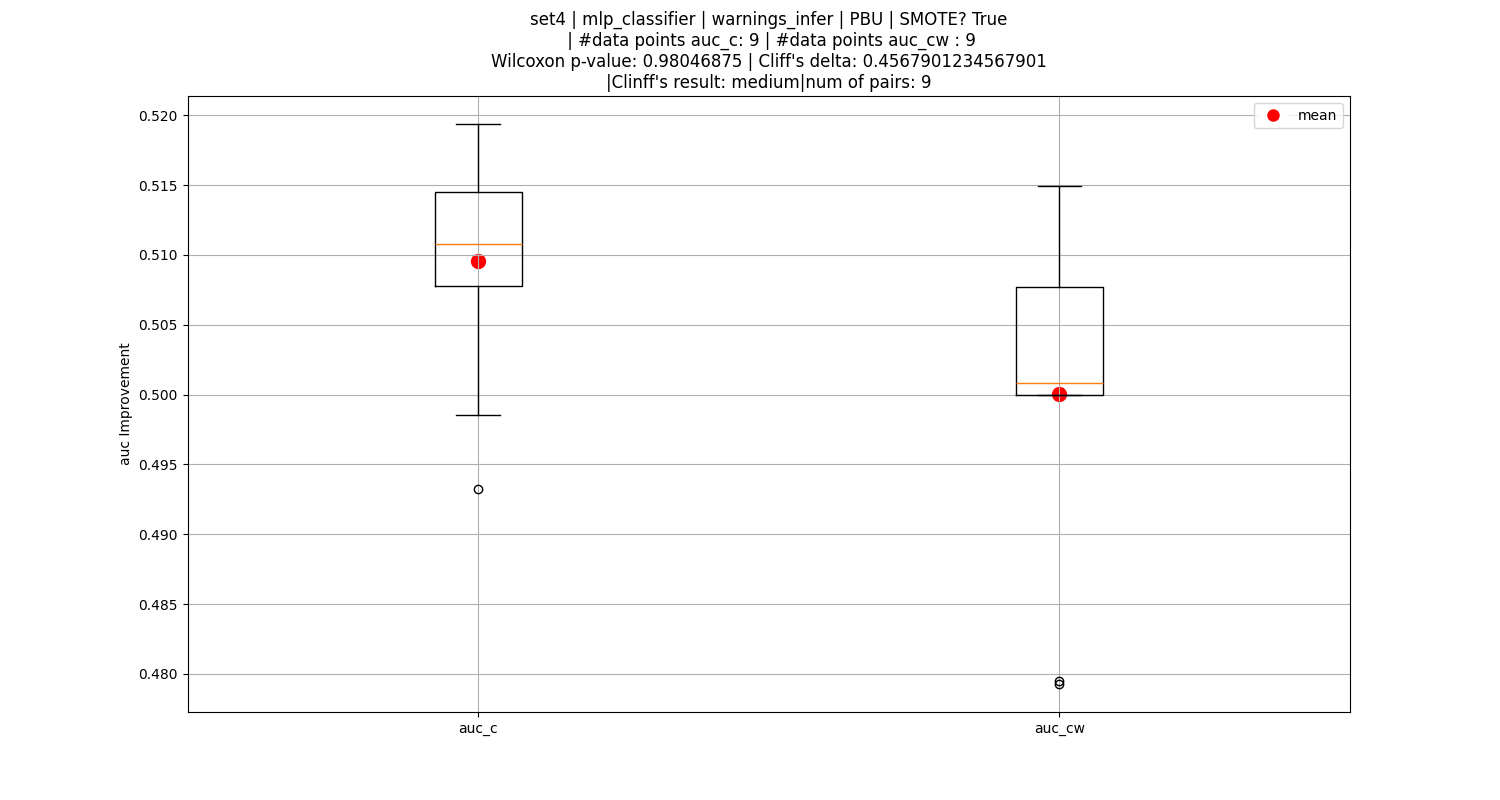 set4 | mlp_classifier | warnings_infer | PBU | SMOTE? True
| #data points auc_c: 9 | #data points auc_cw : 9
Wilcoxon p-value: 0.98046875 | Cliff's delta: 0.4567901234567901
|Clinff's result: medium|num of pairs: 9
mean
0.520
0.515
0.510
0.505
0.500
0.495
0.490
0.485
0.480
auc Improvement
auc_c
auc_cw